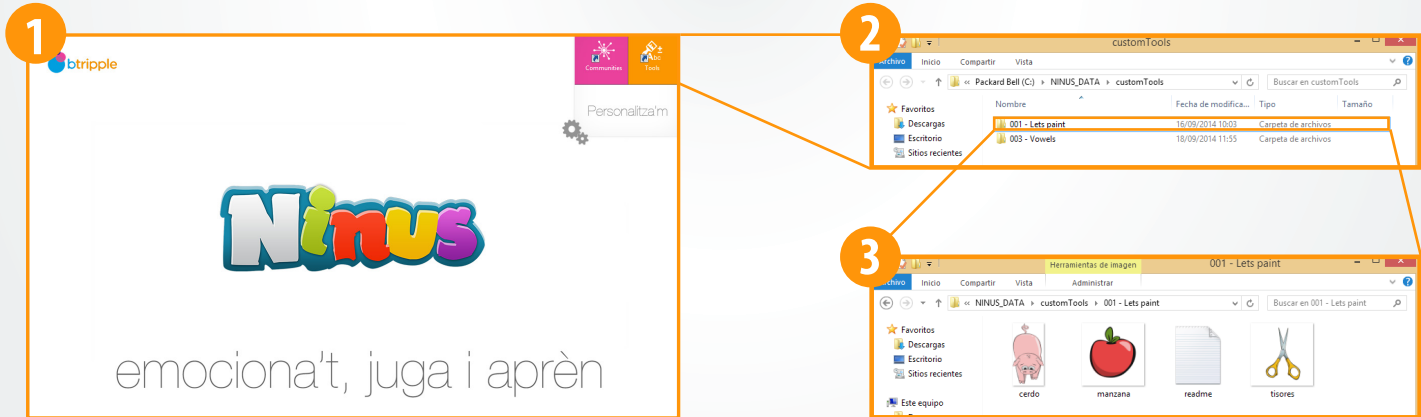 1
btripple
Communities
Abc
Tools
Personalitza'm
Ninus
emociona't, juga i aprèn
2
customTools
Archivo Inicio Compartir Vista
« Packard Bell (C:) ▸ NINUS_DATA ▸ customTools
Buscar en customTools
Favoritos
Descargas
Escritorio
Sitios recientes
Nombre Fecha de modifica... Tipo Tamaño
001 - Lets paint 16/09/2014 10:03 Carpeta de archivos
003 - Vowels 18/09/2014 11:55 Carpeta de archivos
3
Herramientas de imagen 001 - Lets paint
Archivo Inicio Compartir Vista Administrar
« NINUS_DATA ▸ customTools ▸ 001 - Lets paint
Buscar en 001 - Lets paint
Favoritos
Descargas
Escritorio
Sitios recientes
Este equipo
cerdo manzana readme tisores